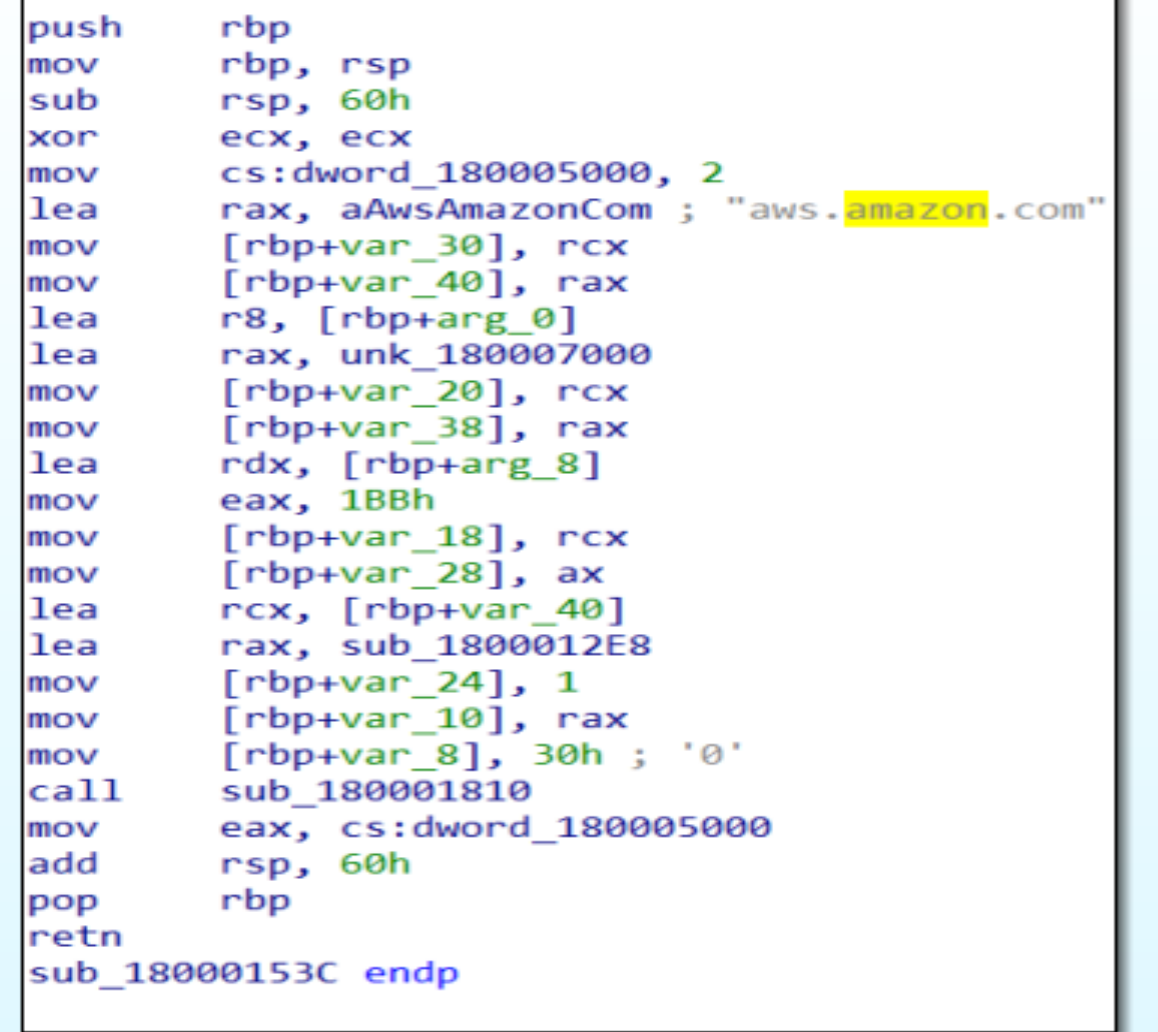 push rbp
mov rbp, rsp
sub rsp, 60h
xor ecx, ecx
mov cs:dword_180005000, 2
lea rax, aAwsAmazonCom ; "aws.amazon.com"
mov [rbp+var_30], rcx
mov [rbp+var_40], rax
lea r8, [rbp+arg_0]
lea rax, unk_180007000
mov [rbp+var_20], rcx
mov [rbp+var_38], rax
lea rdx, [rbp+arg_8]
mov eax, 1BBh
mov [rbp+var_18], rcx
mov [rbp+var_28], ax
lea rcx, [rbp+var_40]
lea rax, sub_1800012E8
mov [rbp+var_24], 1
mov [rbp+var_10], rax
mov [rbp+var_8], 30h ; '0'
call sub_180001810
mov eax, cs:dword_180005000
add rsp, 60h
pop rbp
retn
sub_18000153C endp